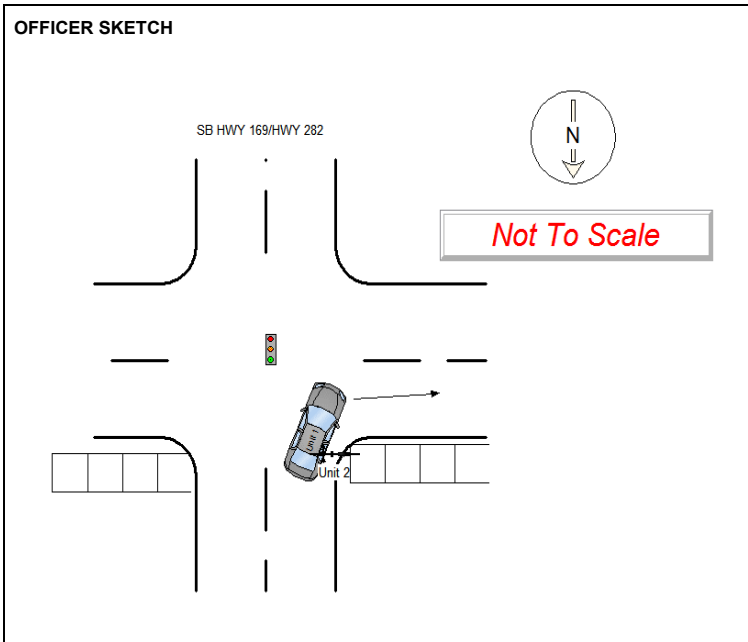 OFFICER SKETCH
SB HWY 169/HWY 282
N
Not To Scale
Unit 1
Unit 2